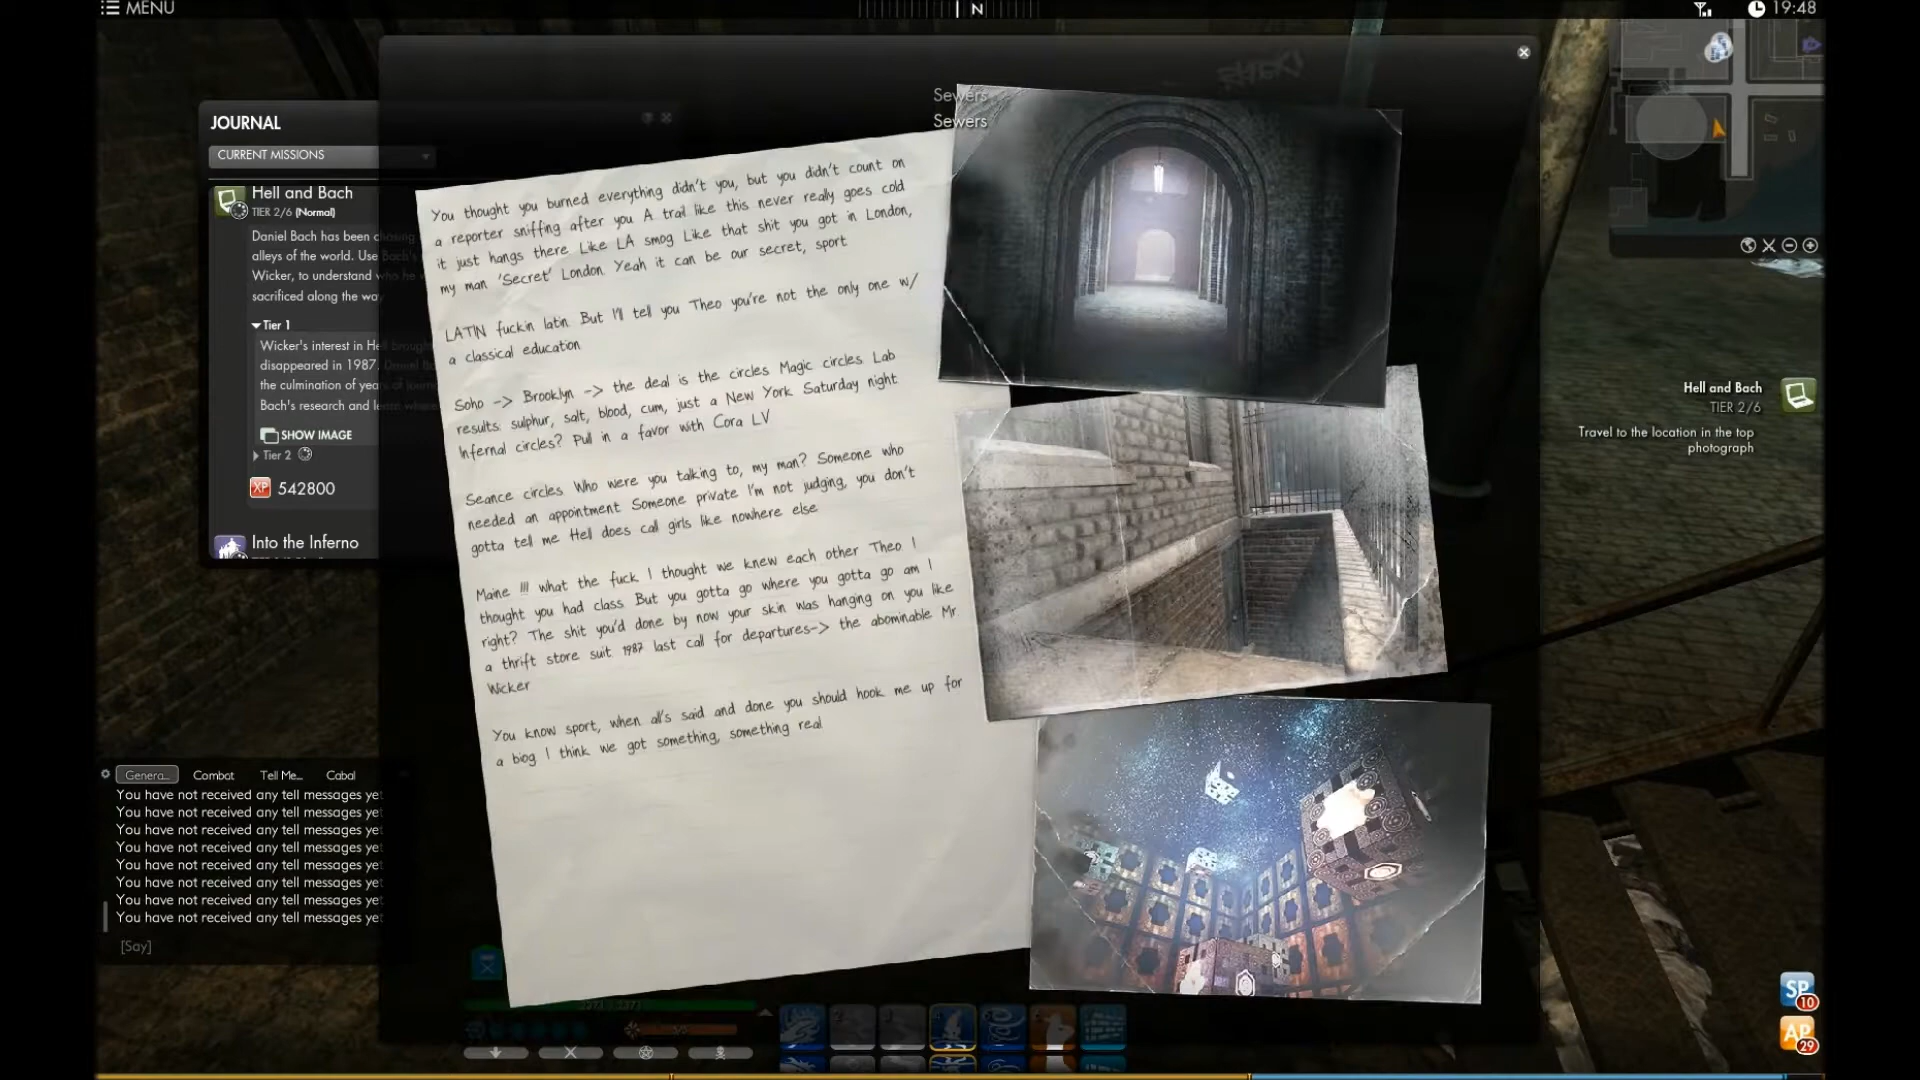 MENU
N
19:48
Sewers
Sewers
JOURNAL
CURRENT MISSIONS
Hell and Bach
TIER 2/6 (Normal)
Daniel Bach has been chasing
alleys of the world. Use Bach's
Wicker, to understand who he
sacrificed along the way
Tier 1
Wicker's interest in Hell brought
disappeared in 1987. Daniel
the culmination of years of
Bach's research and learn where
SHOW IMAGE
Tier 2
XP 542800
Into the Inferno
You thought you burned everything didn't you, but you didn't count on
a reporter sniffing after you A trail like this never really goes cold
it just hangs there Like LA smog Like that shit you got in London,
my man 'Secret' London. Yeah it can be our secret, sport
LATIN fuckin latin. But I'll tell you Theo you're not the only one w/
a classical education
Soho -> Brooklyn -> the deal is the circles Magic circles Lab
results: sulphur, salt, blood, cum, just a New York Saturday night
Infernal circles? Pull in a favor with Cora LV
Seance circles Who were you talking to, my man? Someone who
needed an appointment Someone private I'm not judging, you don't
gotta tell me Hell does call girls like nowhere else
Maine !!! what the fuck I thought we knew each other Theo I
thought you had class But you gotta go where you gotta go am I
right? The shit you'd done by now your skin was hanging on you like
a thrift store suit. 1987 last call for departures-> the abominable Mr
Wicker
You know sport, when all's said and done you should hook me up for
a biog I think we got something, something real
Hell and Bach
TIER 2/6
Travel to the location in the top
photograph
Genera... Combat Tell Me... Cabal
You have not received any tell messages yet
You have not received any tell messages yet
You have not received any tell messages yet
You have not received any tell messages yet
You have not received any tell messages yet
You have not received any tell messages yet
You have not received any tell messages yet
You have not received any tell messages yet
[Say]
SP
10
AP
29